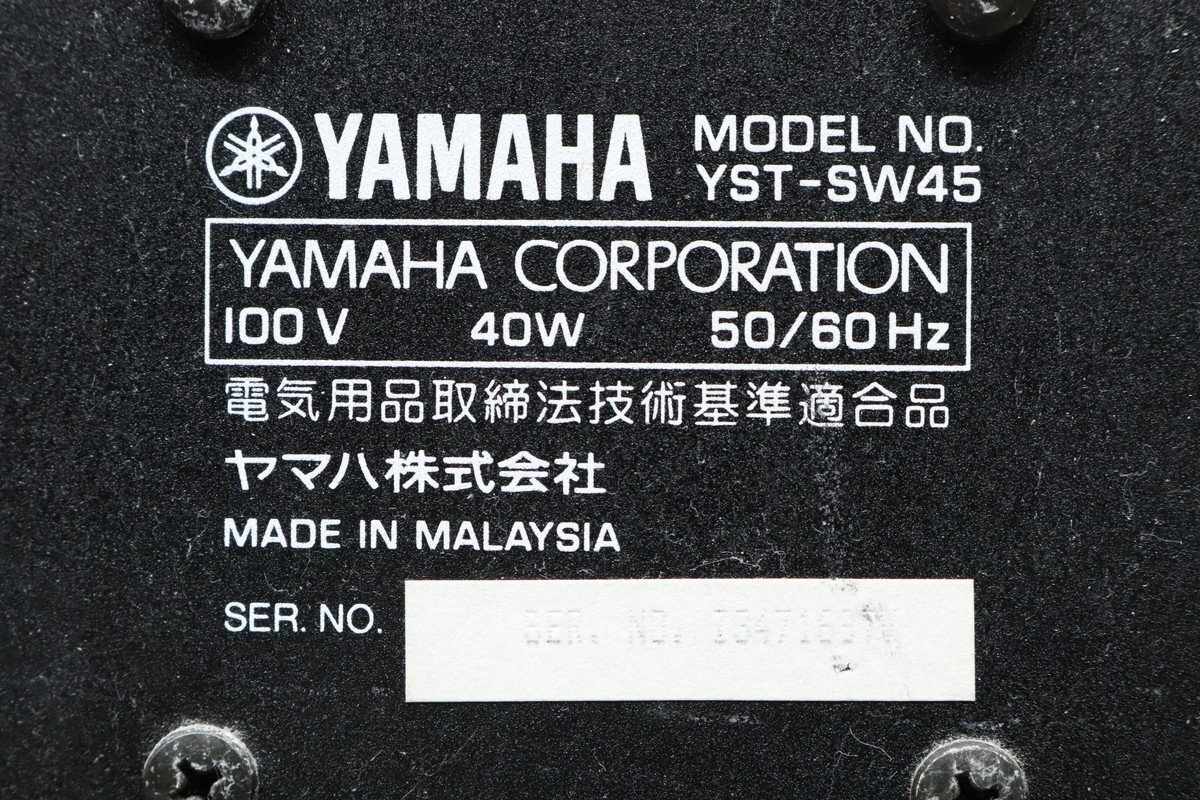 YAMAHA
MODEL NO.
YST-SW45
YAMAHA CORPORATION
100 V 40W 50/60 Hz
電気用品取締法技術基準適合品
ヤマハ株式会社
MADE IN MALAYSIA
SER. NO.
SER. NO.